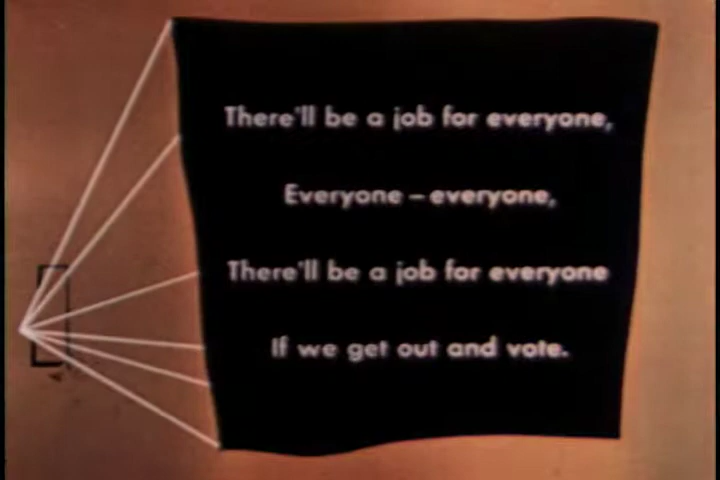 There'll be a job for everyone,
Everyone – everyone,
There'll be a job for everyone
If we get out and vote.